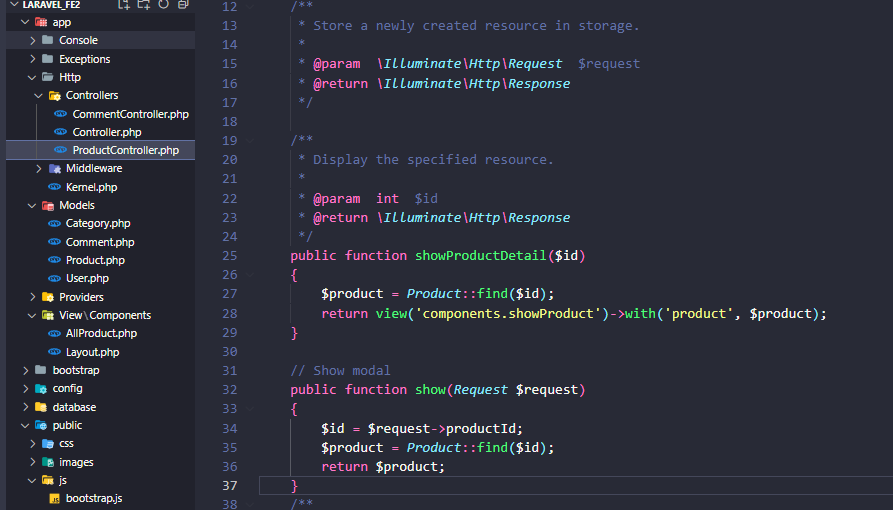 LARAVEL_FE2
app
Console
Exceptions
Http
Controllers
CommentController.php
Controller.php
ProductController.php
Middleware
Kernel.php
Models
Category.php
Comment.php
Product.php
User.php
Providers
View\Components
AllProduct.php
Layout.php
bootstrap
config
database
public
css
images
js
bootstrap.js
12 /**
13 * Store a newly created resource in storage.
14 *
15 * @param \Illuminate\Http\Request $request
16 * @return \Illuminate\Http\Response
17 */
18
19 /**
20 * Display the specified resource.
21 *
22 * @param int $id
23 * @return \Illuminate\Http\Response
24 */
25 public function showProductDetail($id)
26 {
27 $product = Product::find($id);
28 return view('components.showProduct')->with('product', $product);
29 }
30
31 // Show modal
32 public function show(Request $request)
33 {
34 $id = $request->productId;
35 $product = Product::find($id);
36 return $product;
37 }
38 /**